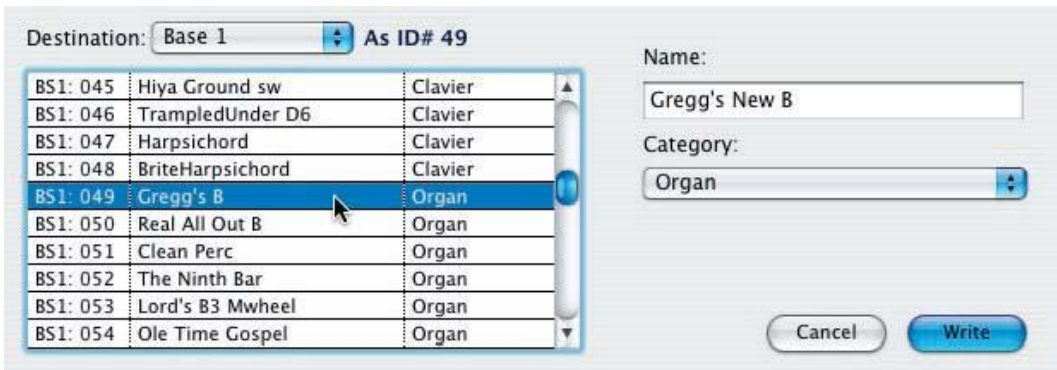 Destination: Base 1 As ID# 49
BS1: 045 Hiya Ground sw Clavier
BS1: 046 TrampledUnder D6 Clavier
BS1: 047 Harpsichord Clavier
BS1: 048 BriteHarpsichord Clavier
BS1: 049 Gregg's B Organ
BS1: 050 Real All Out B Organ
BS1: 051 Clean Perc Organ
BS1: 052 The Ninth Bar Organ
BS1: 053 Lord's B3 Mwheel Organ
BS1: 054 Ole Time Gospel Organ
Name:
Gregg's New B
Category:
Organ
Cancel Write